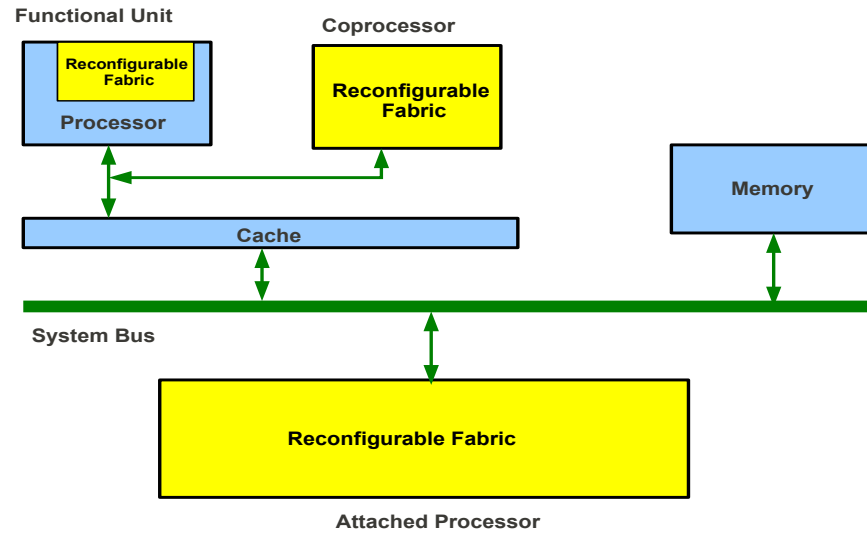 Functional Unit
Coprocessor
Reconfigurable
Fabric
Processor
Reconfigurable
Fabric
Memory
Cache
System Bus
Reconfigurable Fabric
Attached Processor